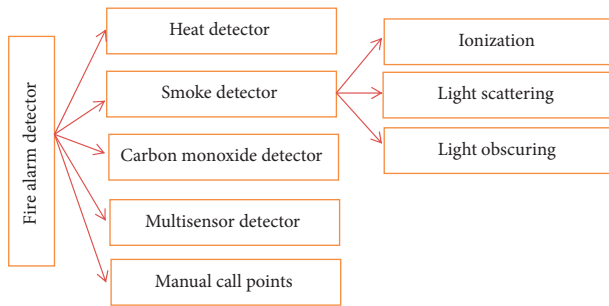 Fire alarm detector
Heat detector
Smoke detector
Carbon monoxide detector
Multisensor detector
Manual call points
Ionization
Light scattering
Light obscuring